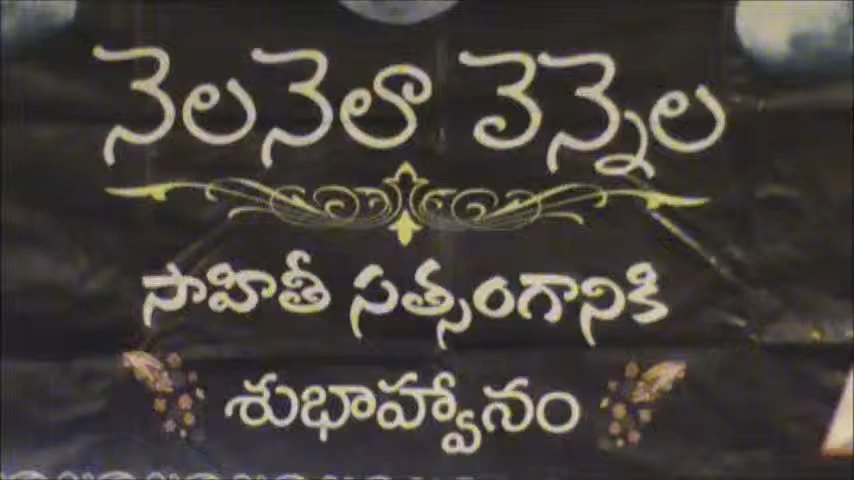 నెలనెలా వెన్నెల
సాహితీ సత్సంగానికి
శుభాహ్వానం